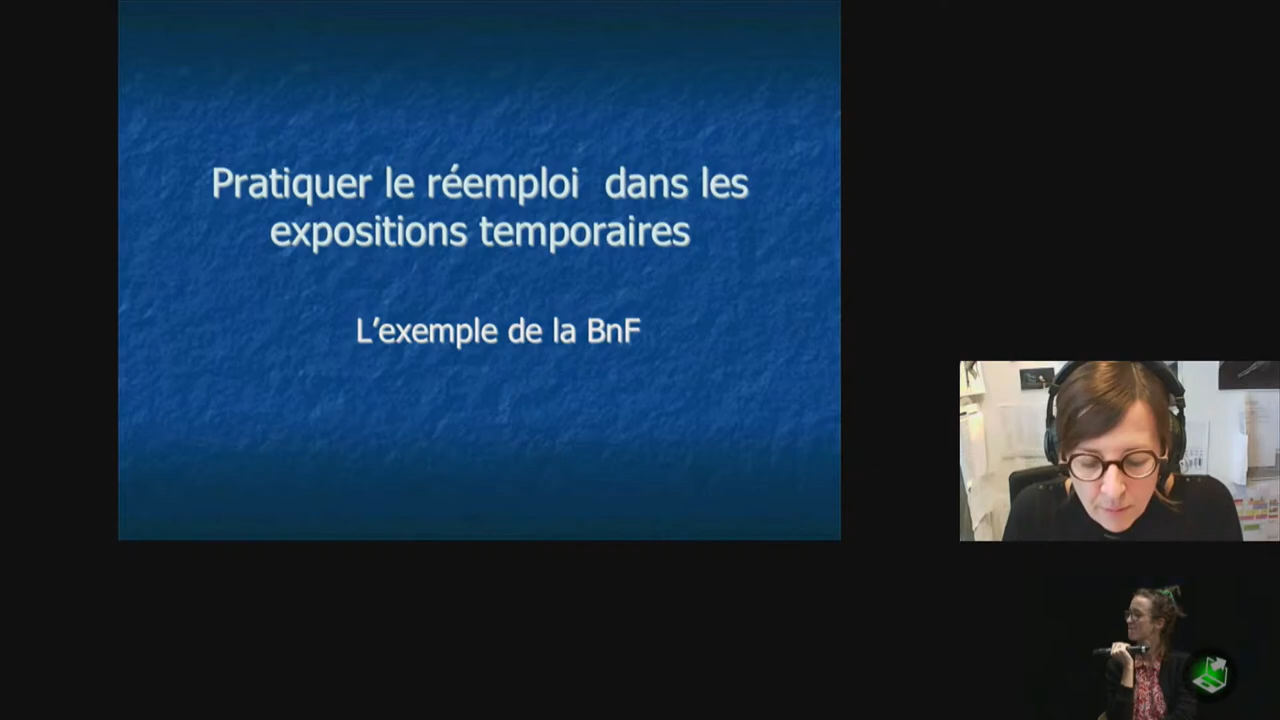 Pratiquer le réemploi dans les
expositions temporaires
L'exemple de la BnF